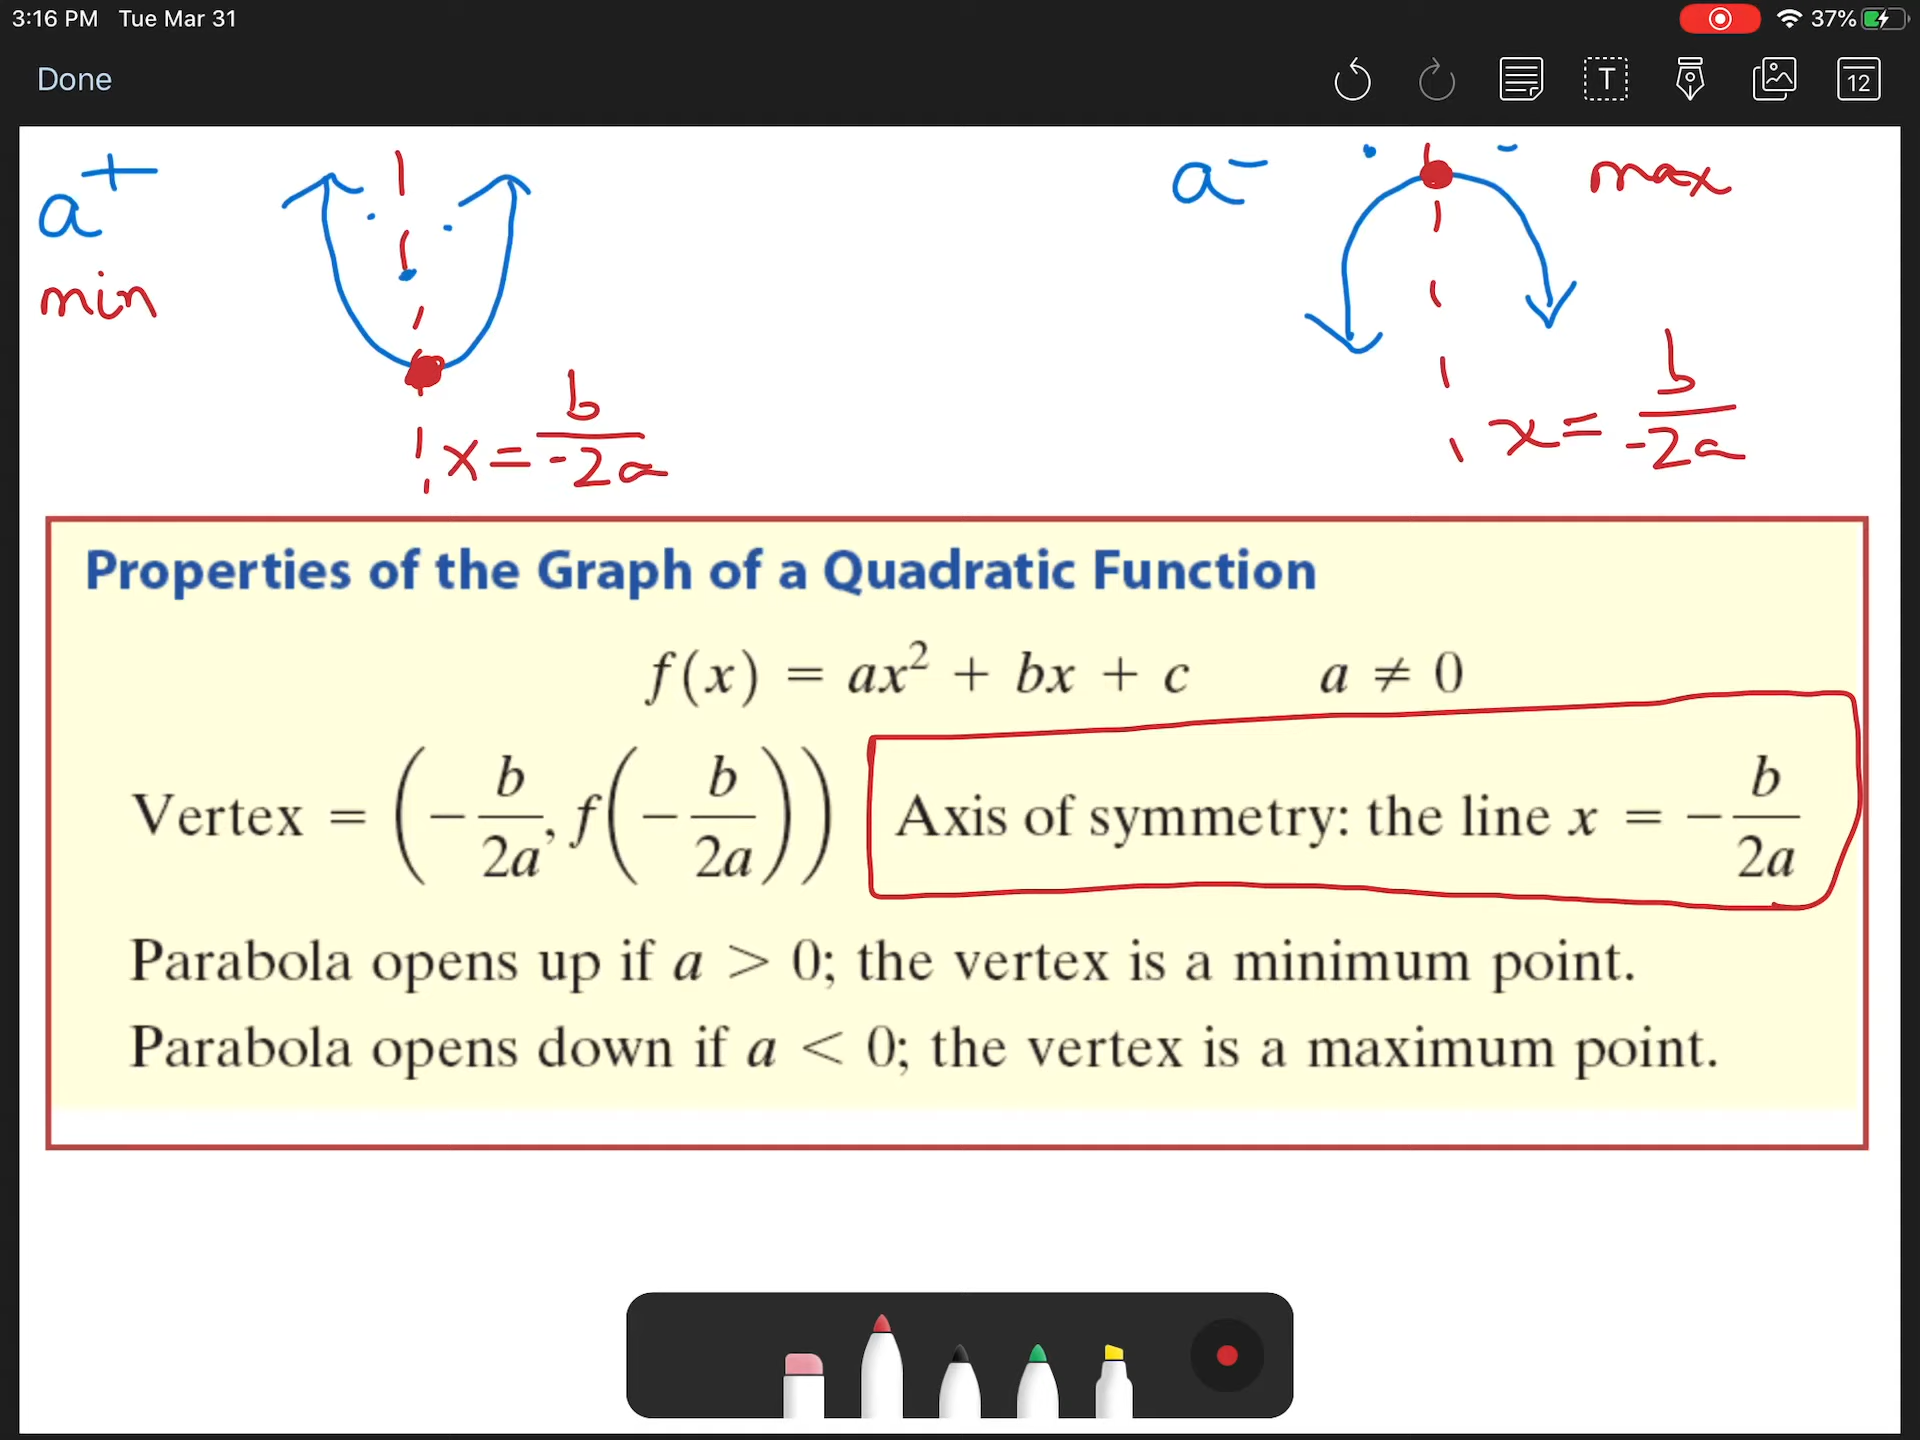 3:16 PM Tue Mar 31
37%
Done
T
12
a+
min
x = b/-2a
a-
max
x = b/-2a
Properties of the Graph of a Quadratic Function
f(x) = ax² + bx + c a ≠ 0
Vertex = (-b/2a, f(-b/2a)) Axis of symmetry: the line x = -b/2a
Parabola opens up if a > 0; the vertex is a minimum point.
Parabola opens down if a < 0; the vertex is a maximum point.